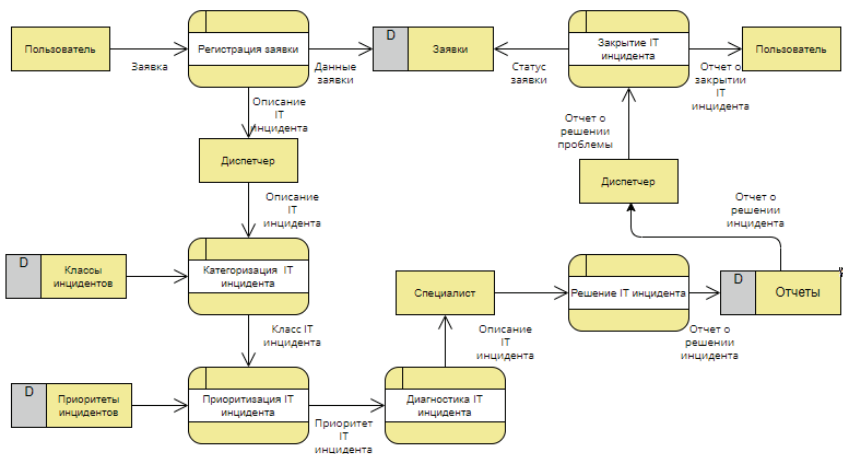 Пользователь
Заявка
Регистрация заявки
Данные
заявки
D
Заявки
Статус
заявки
Закрытие IT
инцидента
Отчет о
закрытии
IT
инцидента
Пользователь
Описание
IT
инцидента
Диспетчер
Описание
IT
инцидента
Отчет о
решении
проблемы
Диспетчер
Отчет о
решении
инцидента
D
Классы
инцидентов
Категоризация IT
инцидента
Специалист
Решение IT инцидента
D
Отчеты
Отчет о
решении
инцидента
Класс IT
инцидента
Описание
IT
инцидента
D
Приоритеты
инцидентов
Приоритизация IT
инцидента
Приоритет
IT
инцидента
Диагностика IT
инцидента